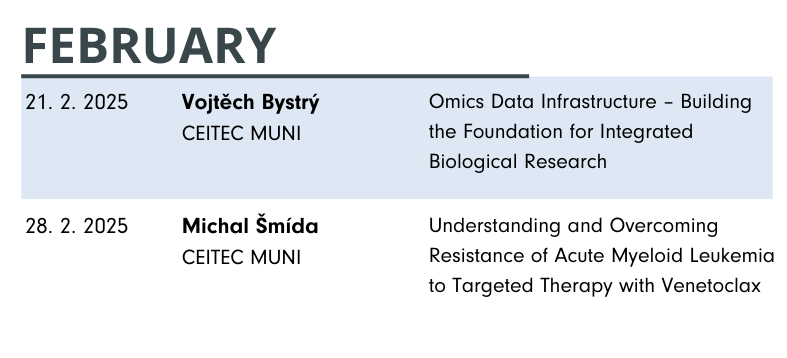 FEBRUARY
21. 2. 2025
Vojtěch Bystrý
CEITEC MUNI
Omics Data Infrastructure – Building
the Foundation for Integrated
Biological Research
28. 2. 2025
Michal Šmída
CEITEC MUNI
Understanding and Overcoming
Resistance of Acute Myeloid Leukemia
to Targeted Therapy with Venetoclax